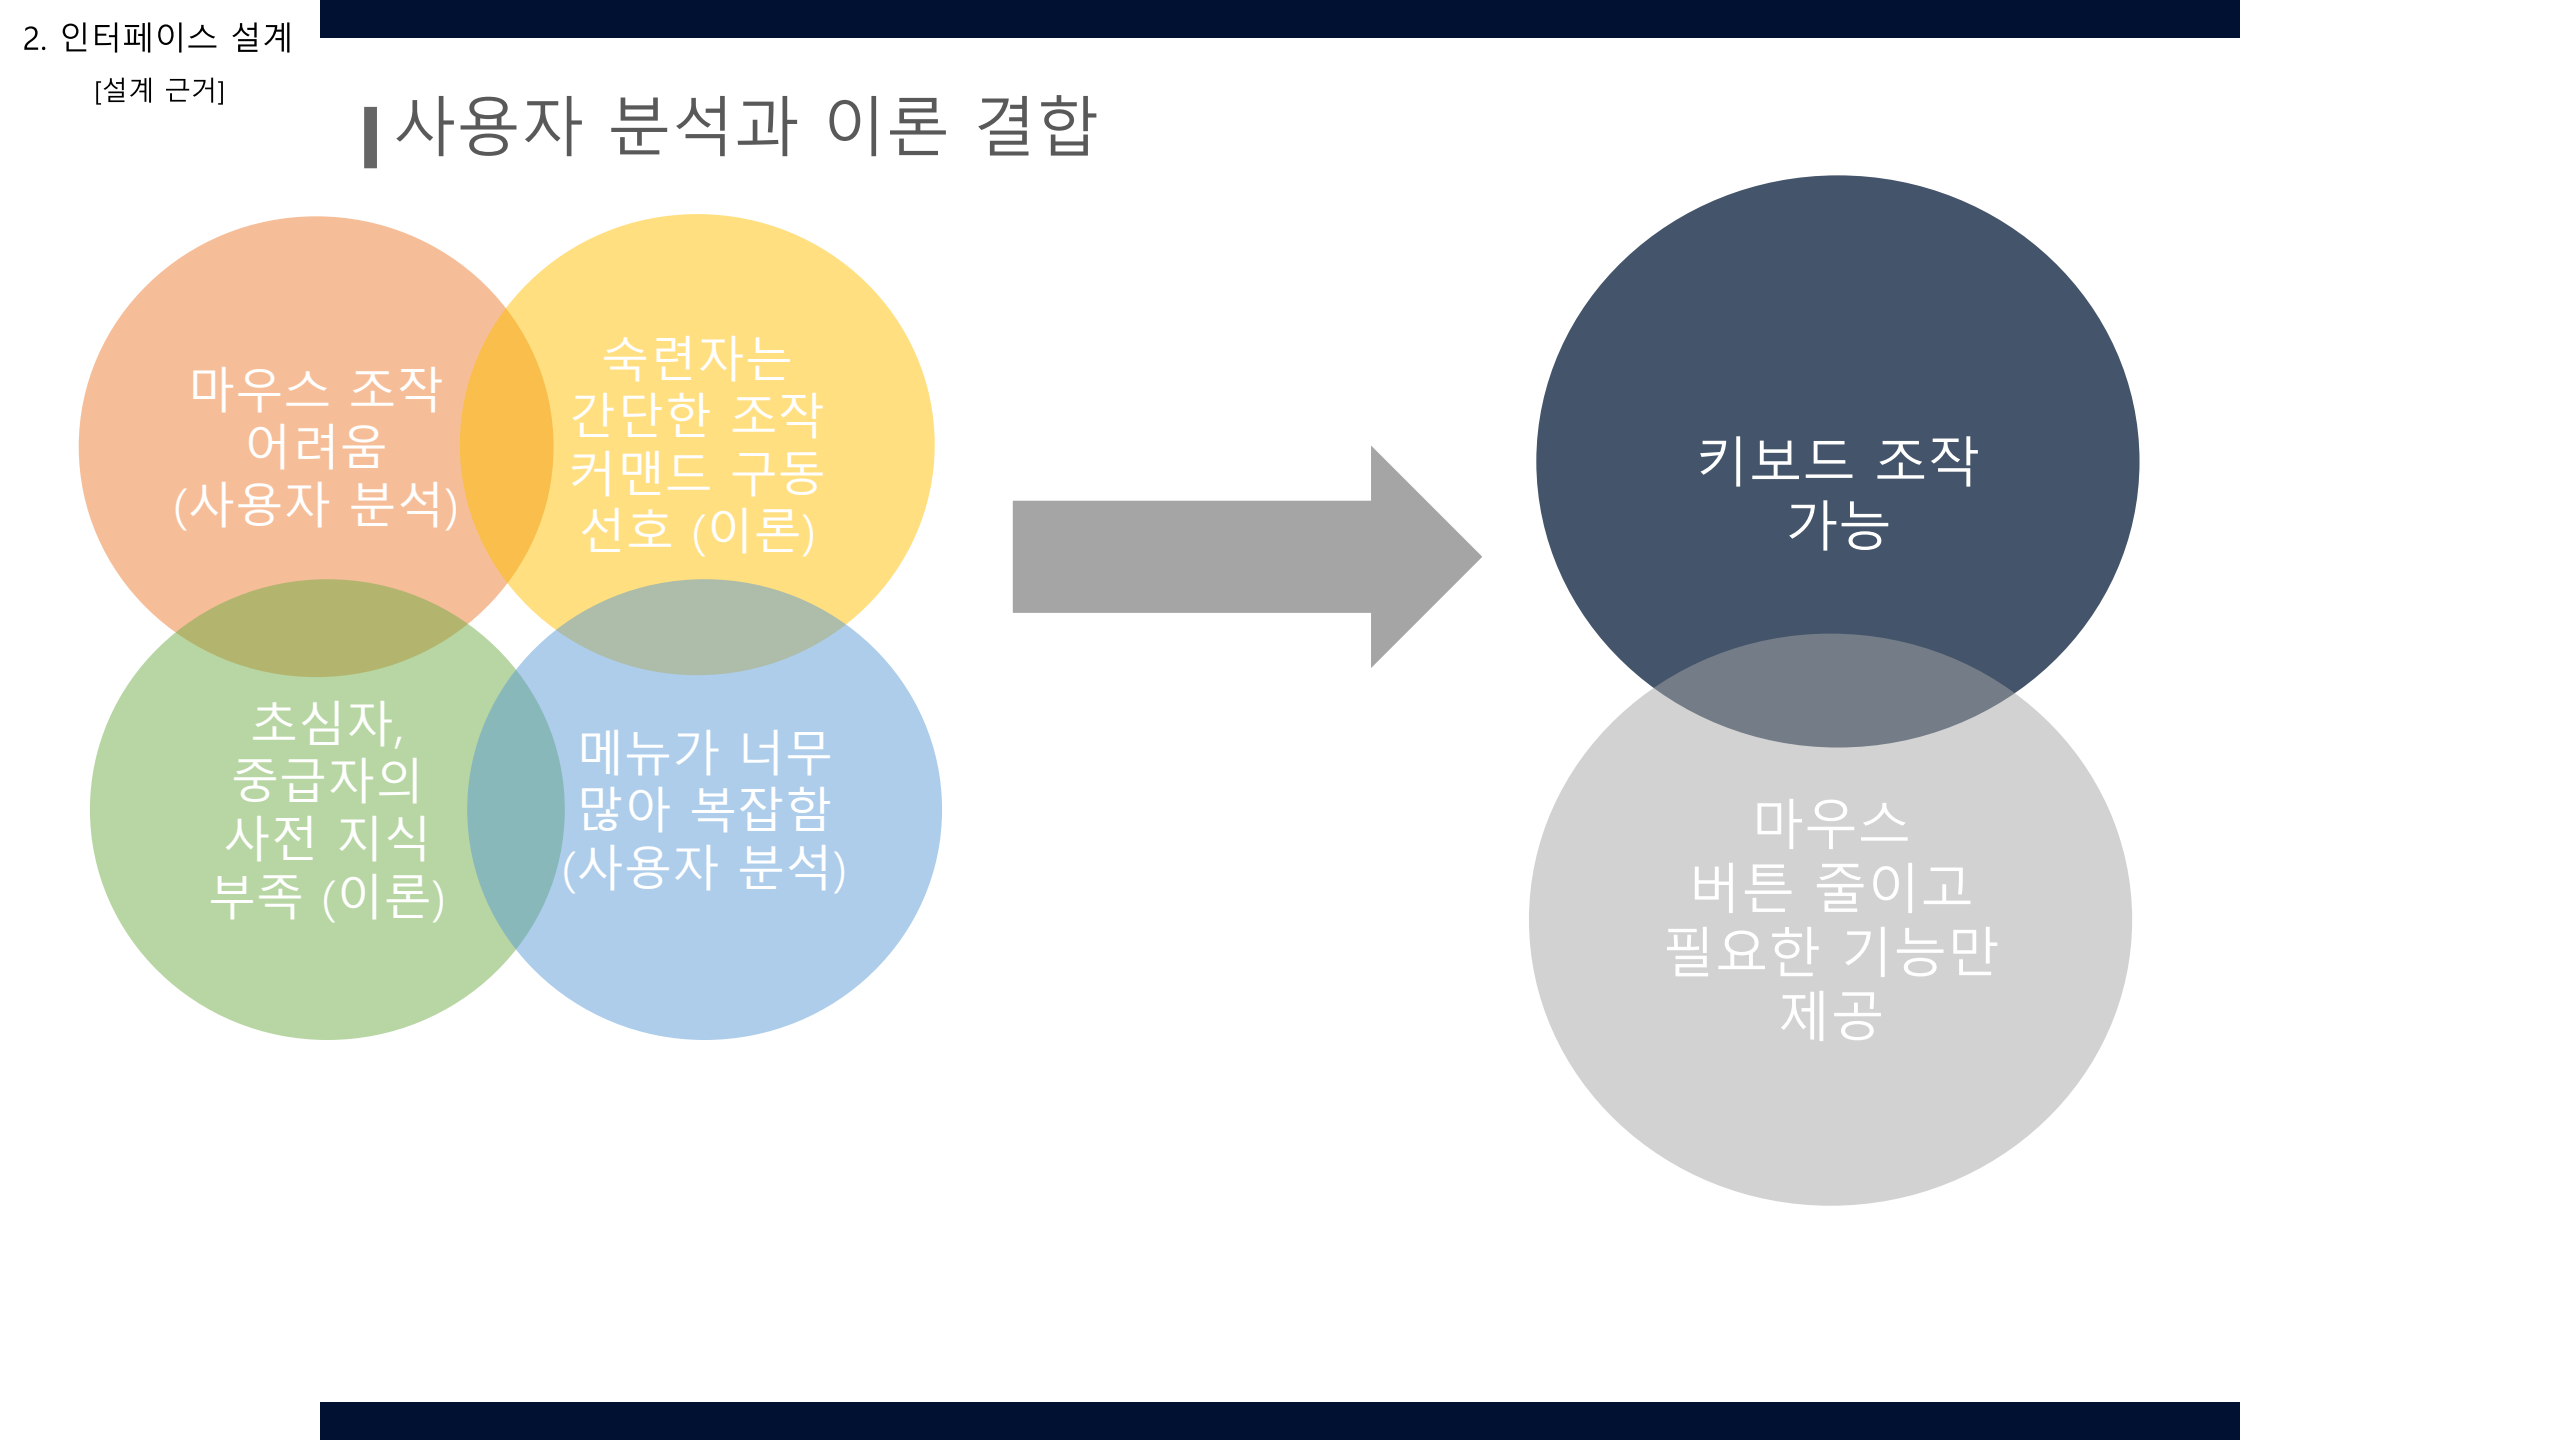 2. 인터페이스 설계
[설계 근거]
사용자 분석과 이론 결합
마우스 조작
어려움
(사용자 분석)
숙련자는
간단한 조작
커맨드 구동
선호 (이론)
초심자,
중급자의
사전 지식
부족 (이론)
메뉴가 너무
많아 복잡함
(사용자 분석)
키보드 조작
가능
마우스
버튼 줄이고
필요한 기능만
제공